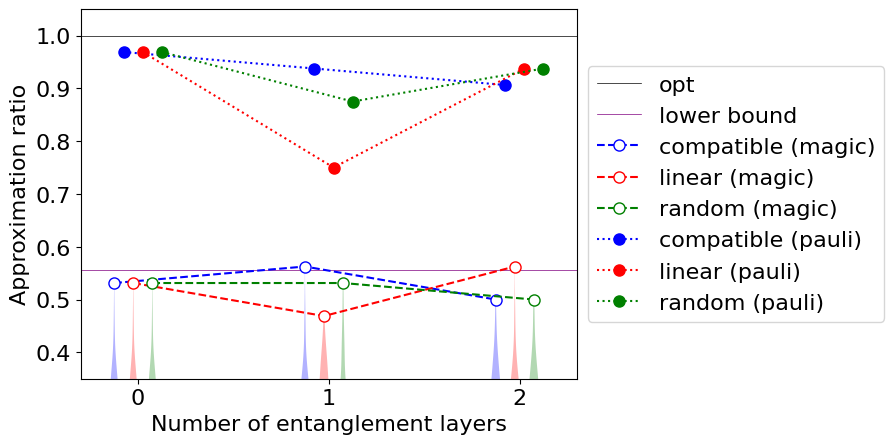 1.0
0.9
0.8
0.7
0.6
0.5
0.4
Approximation ratio
0 1 2
Number of entanglement layers
opt
lower bound
compatible (magic)
linear (magic)
random (magic)
compatible (pauli)
linear (pauli)
random (pauli)